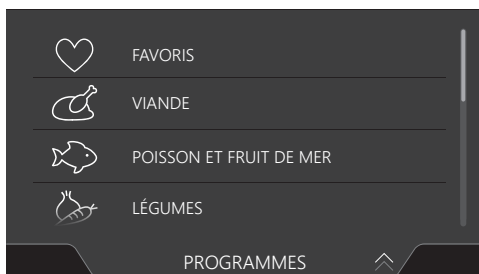 FAVORIS
VIANDE
POISSON ET FRUIT DE MER
LÉGUMES
PROGRAMMES